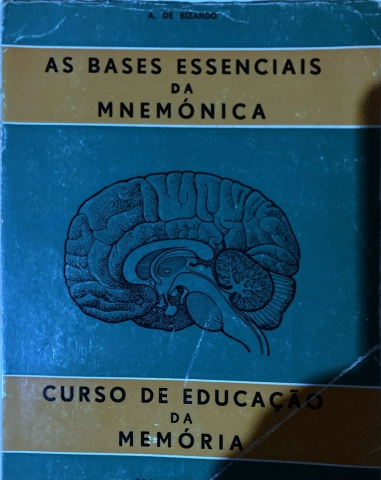 A. DE BIZANDO
AS BASES ESSENCIAIS
DA
MNEMÓNICA
CURSO DE EDUCAÇÃO
DA
MEMÓRIA